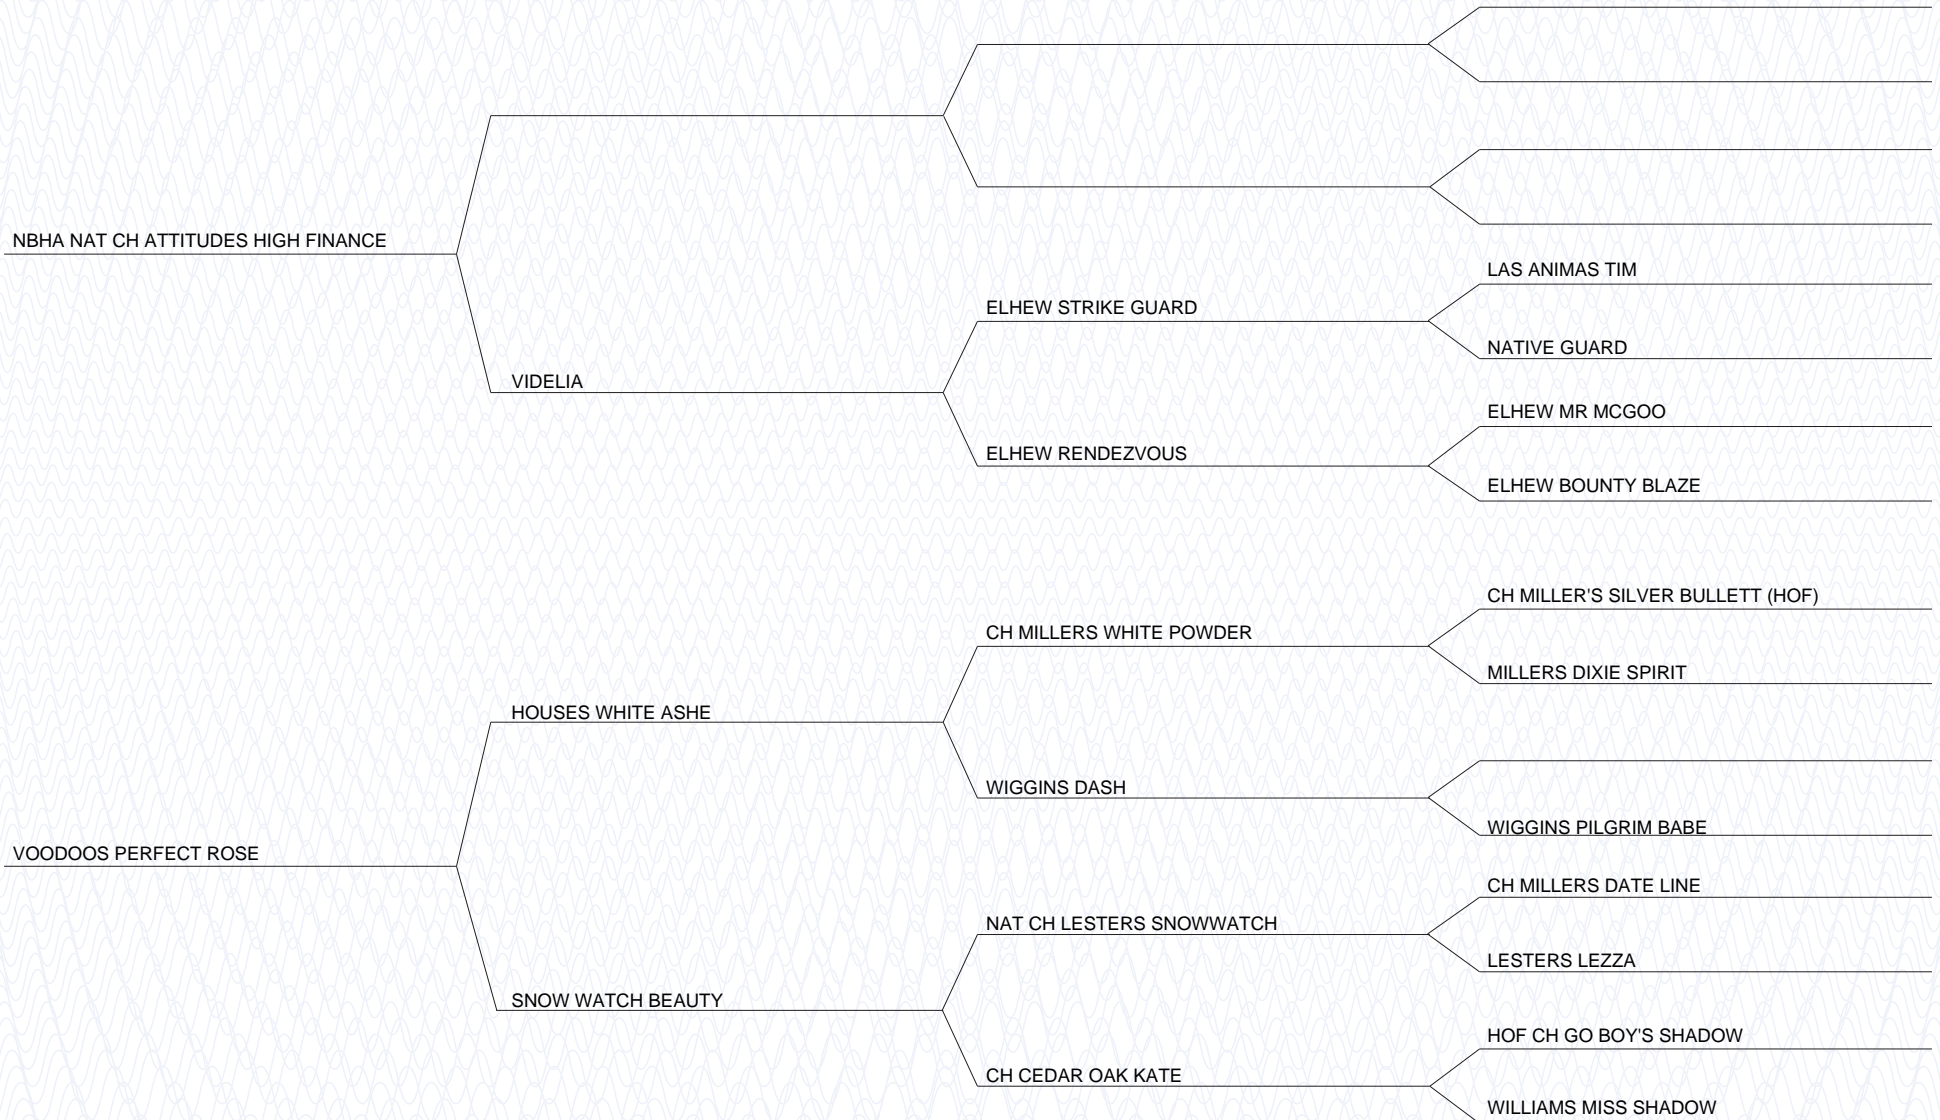 NBHA NAT CH ATTITUDES HIGH FINANCE
VIDELIA
ELHEW STRIKE GUARD
LAS ANIMAS TIM
NATIVE GUARD
ELHEW RENDEZVOUS
ELHEW MR MCGOO
ELHEW BOUNTY BLAZE
VOODOOS PERFECT ROSE
HOUSES WHITE ASHE
CH MILLERS WHITE POWDER
CH MILLER'S SILVER BULLETT (HOF)
MILLERS DIXIE SPIRIT
WIGGINS DASH
WIGGINS PILGRIM BABE
SNOW WATCH BEAUTY
NAT CH LESTERS SNOWWATCH
CH MILLERS DATE LINE
LESTERS LEZZA
CH CEDAR OAK KATE
HOF CH GO BOY'S SHADOW
WILLIAMS MISS SHADOW